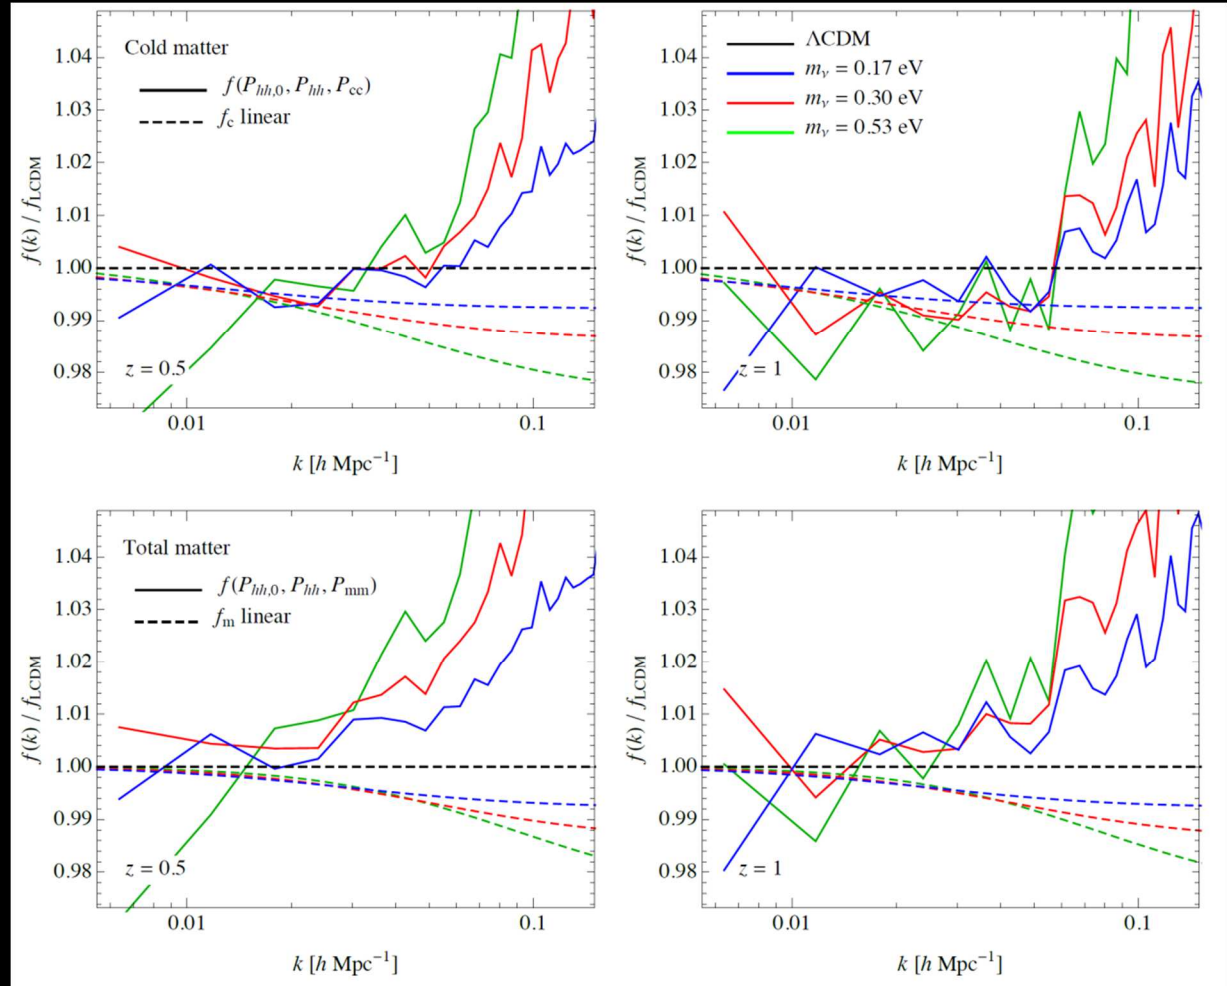 Cold matter
f(P_{hh,0}, P_{hh}, P_{cc})
f_c linear
z = 0.5
1.04
1.03
1.02
1.01
1.00
0.99
0.98
f(k) / f_{LCDM}
0.01 0.1
k [h Mpc^{−1}]
ΛCDM
m_ν = 0.17 eV
m_ν = 0.30 eV
m_ν = 0.53 eV
z = 1
1.04
1.03
1.02
1.01
1.00
0.99
0.98
f(k) / f_{LCDM}
0.01 0.1
k [h Mpc^{−1}]
Total matter
f(P_{hh,0}, P_{hh}, P_{mm})
f_m linear
z = 0.5
1.04
1.03
1.02
1.01
1.00
0.99
0.98
f(k) / f_{LCDM}
0.01 0.1
k [h Mpc^{−1}]
z = 1
1.04
1.03
1.02
1.01
1.00
0.99
0.98
f(k) / f_{LCDM}
0.01 0.1
k [h Mpc^{−1}]